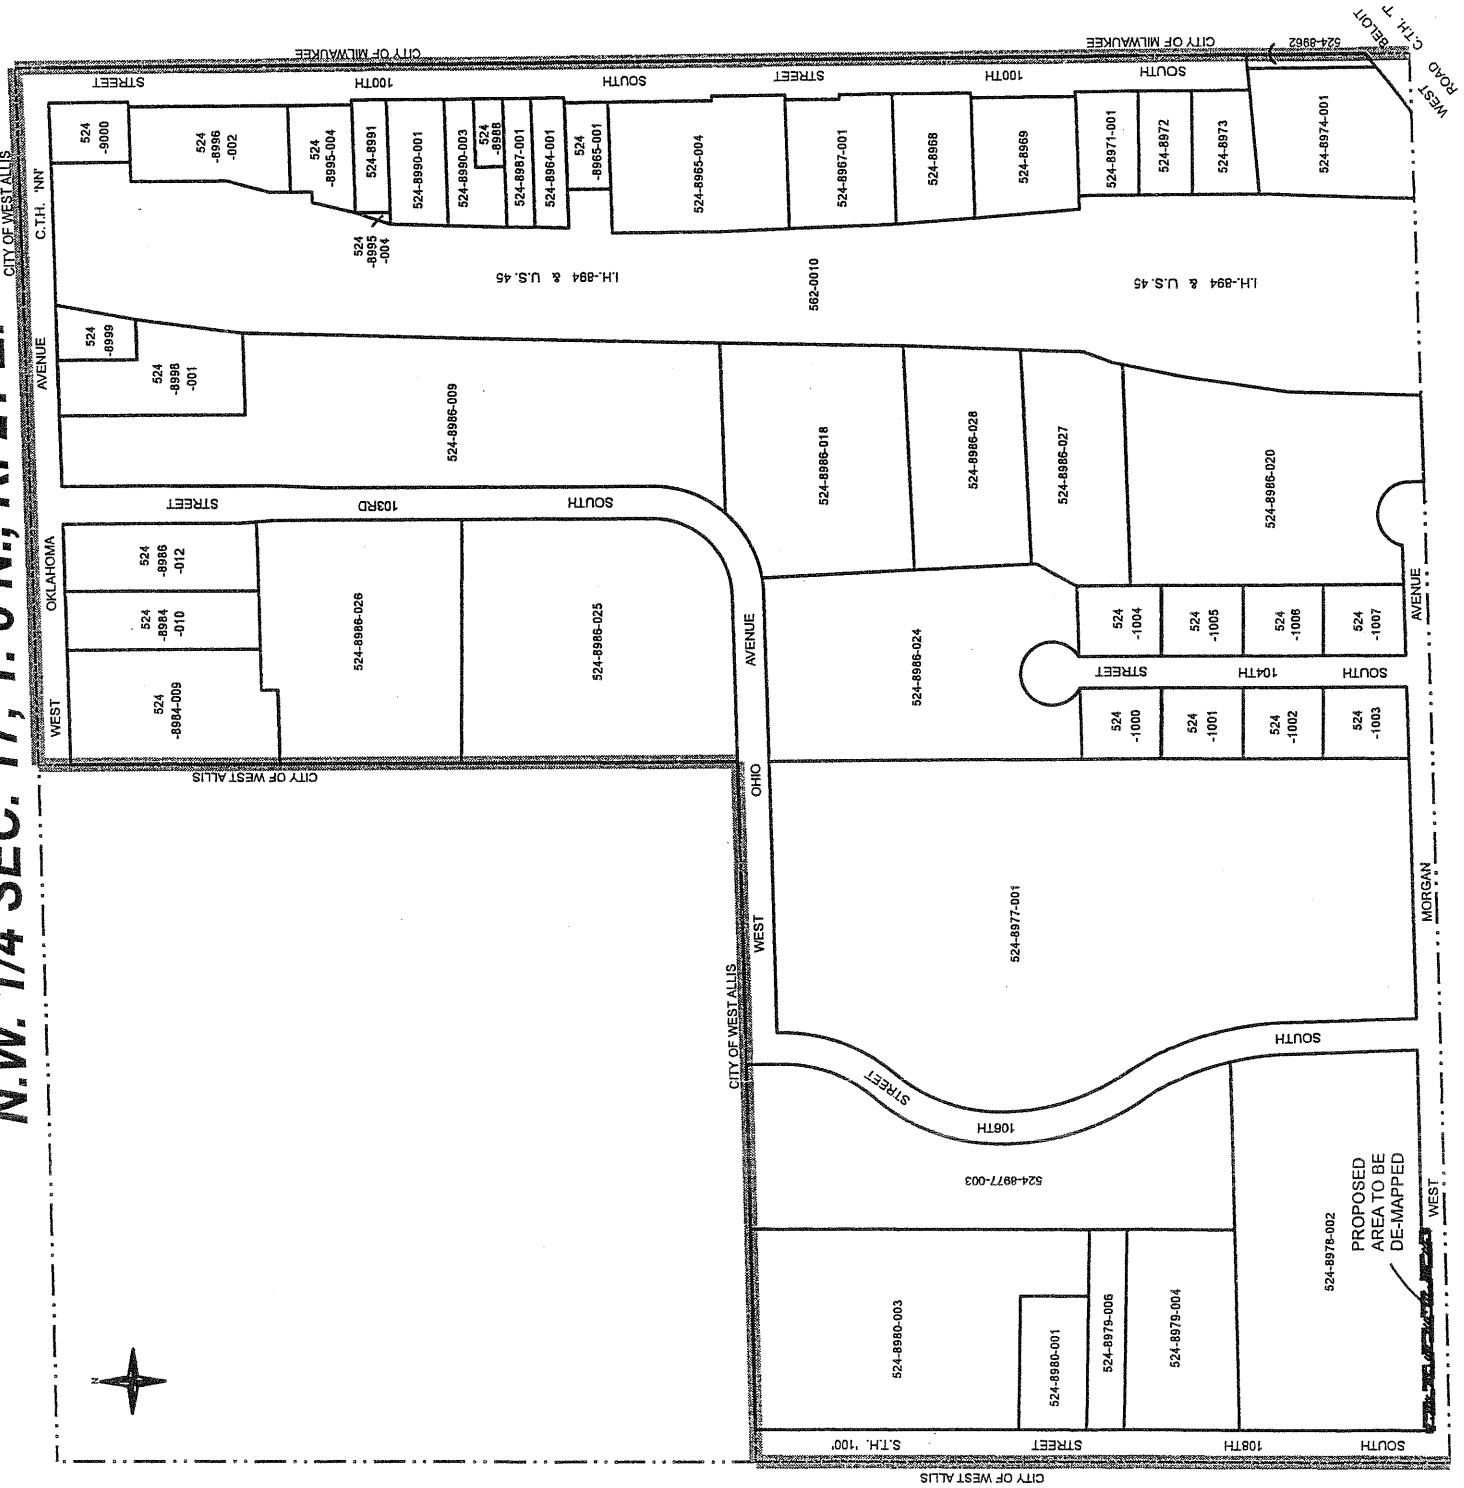 N.W. 1/4 SEC. 17, T. 6 N.,
CITY OF WEST ALLIS
C.T.H. 'NN'
AVENUE
OKLAHOMA
WEST
CITY OF MILWAUKEE
CITY OF MILWAUKEE
STREET
100TH
SOUTH
STREET
100TH
SOUTH
524-8962
BELOIT
C.T.H. 'T'
ROAD
WEST
524
-9000
524
-8996
-002
524
-8995-004
524-8991
524-8990-001
524-8990-003
524
-8988
524-8987-001
524-8964-001
524
-8965-001
524-8965-004
524-8967-001
524-8968
524-8969
524-8971-001
524-8972
524-8973
524-8974-001
524
-8995
-004
I.H.-894 & U.S. 45
562-0010
I.H.-894 & U.S. 45
524
-8999
524
-8998
-001
524-8986-009
524-8986-018
524-8986-028
524-8986-027
524-8986-020
STREET
103RD
SOUTH
524
-8986
-012
524
-8984
-010
524
-8984-009
524-8986-026
524-8986-025
AVENUE
OHIO
WEST
524-8986-024
524
-1004
524
-1005
524
-1006
524
-1007
STREET
104TH
SOUTH
524
-1000
524
-1001
524
-1002
524
-1003
AVENUE
MORGAN
WEST
CITY OF WEST ALLIS
CITY OF WEST ALLIS
524-8977-001
STREET
106TH
SOUTH
524-8977-003
524-8980-003
524-8980-001
524-8979-006
524-8979-004
524-8978-002
PROPOSED
AREA TO BE
DE-MAPPED
N
S.T.H. '100'
STREET
108TH
SOUTH
CITY OF WEST ALLIS